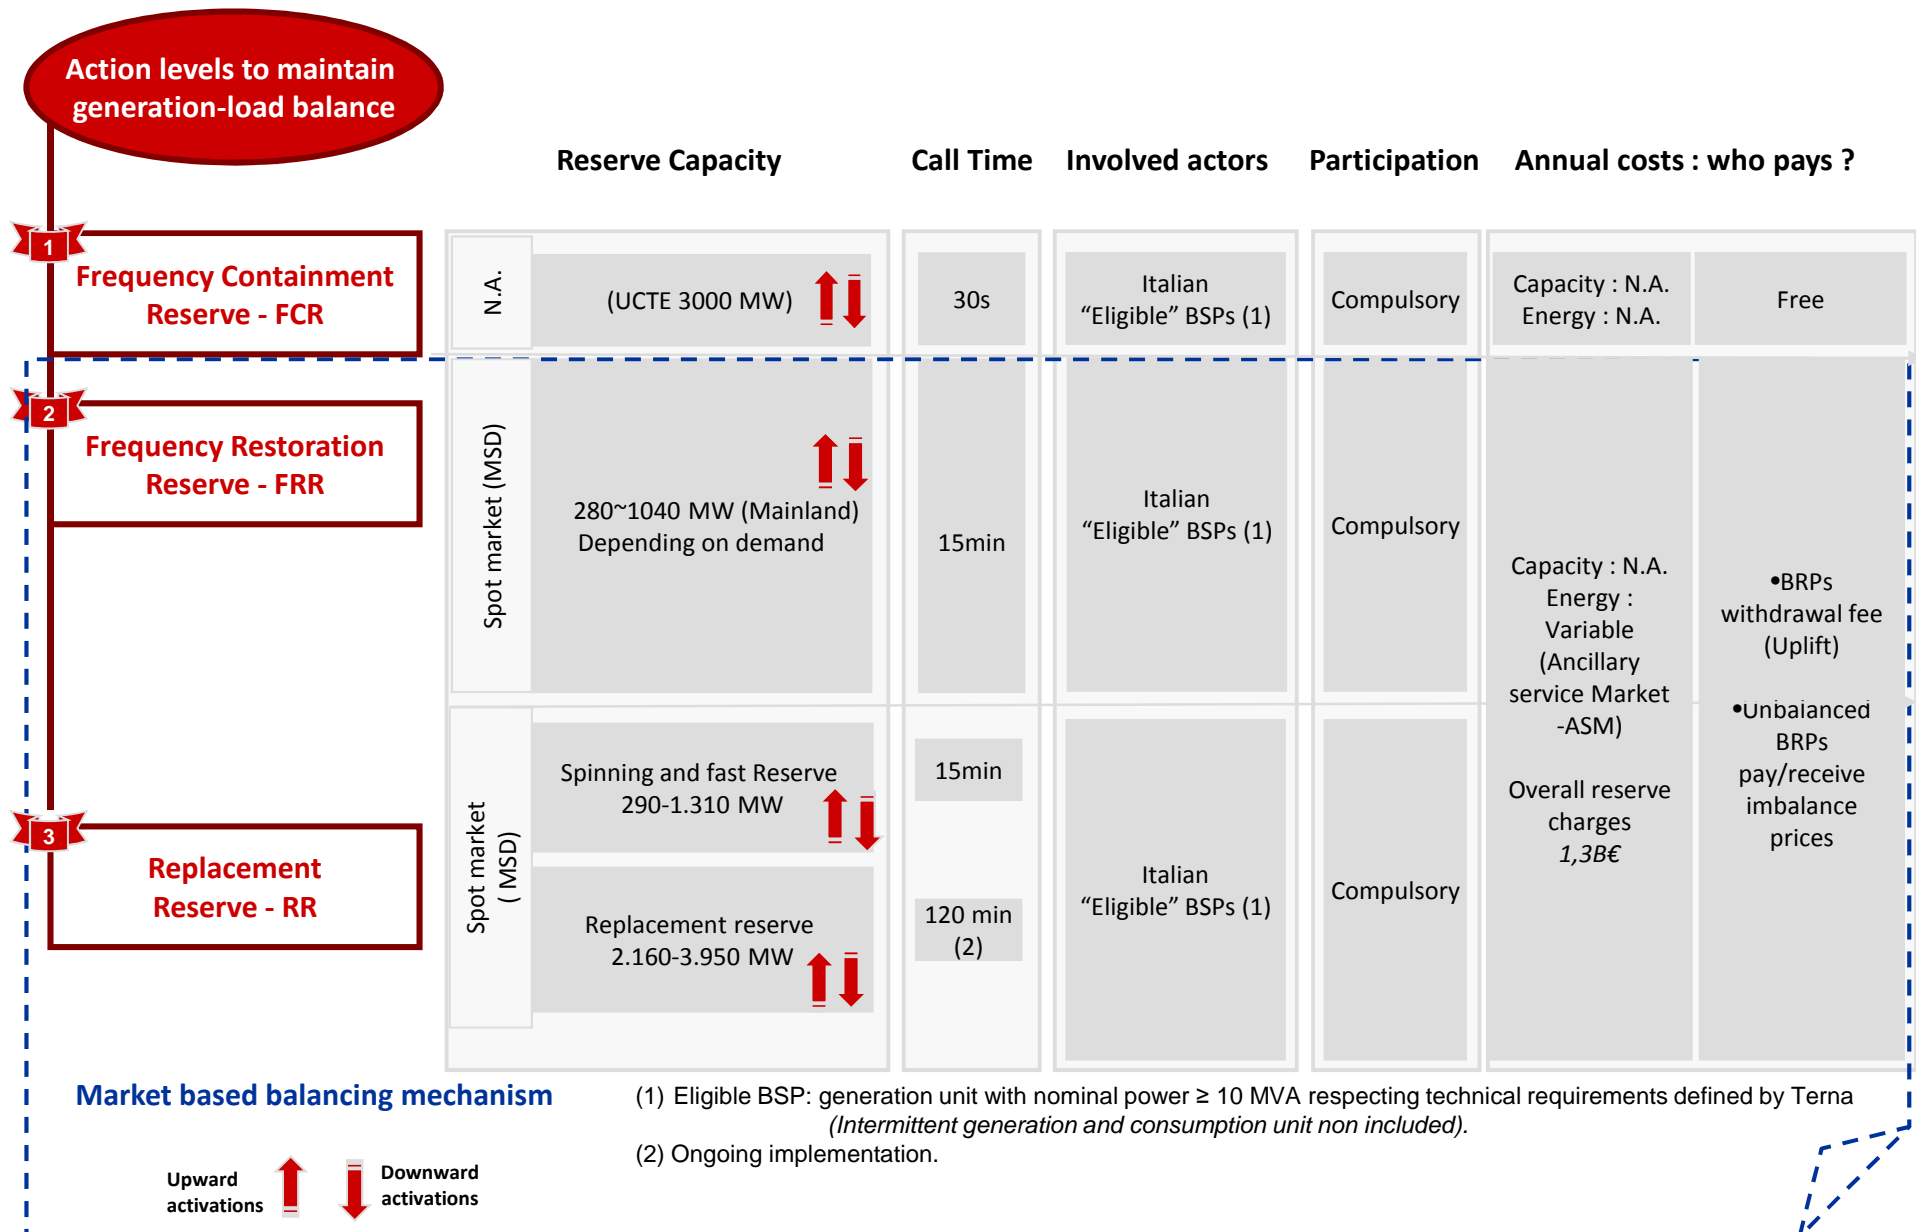 Action levels to maintain
generation-load balance
Reserve Capacity
Call Time
Involved actors
Participation
Annual costs : who pays ?
1
Frequency Containment
Reserve - FCR
N.A.
(UCTE 3000 MW)
30s
Italian
“Eligible” BSPs (1)
Compulsory
Capacity : N.A.
Energy : N.A.
Free
2
Frequency Restoration
Reserve - FRR
Spot market (MSD)
280~1040 MW (Mainland)
Depending on demand
15min
Italian
“Eligible” BSPs (1)
Compulsory
Capacity : N.A.
Energy :
Variable
(Ancillary
service Market
-ASM)
Overall reserve
charges
1,3B€
•BRPs
withdrawal fee
(Uplift)
•Unbalanced
BRPs
pay/receive
imbalance
prices
3
Replacement
Reserve - RR
Spot market
( MSD)
Spinning and fast Reserve
290-1.310 MW
15min
Replacement reserve
2.160-3.950 MW
120 min
(2)
Italian
“Eligible” BSPs (1)
Compulsory
Market based balancing mechanism
(1) Eligible BSP: generation unit with nominal power ≥ 10 MVA respecting technical requirements defined by Terna
(Intermittent generation and consumption unit non included).
(2) Ongoing implementation.
Upward
activations
Downward
activations